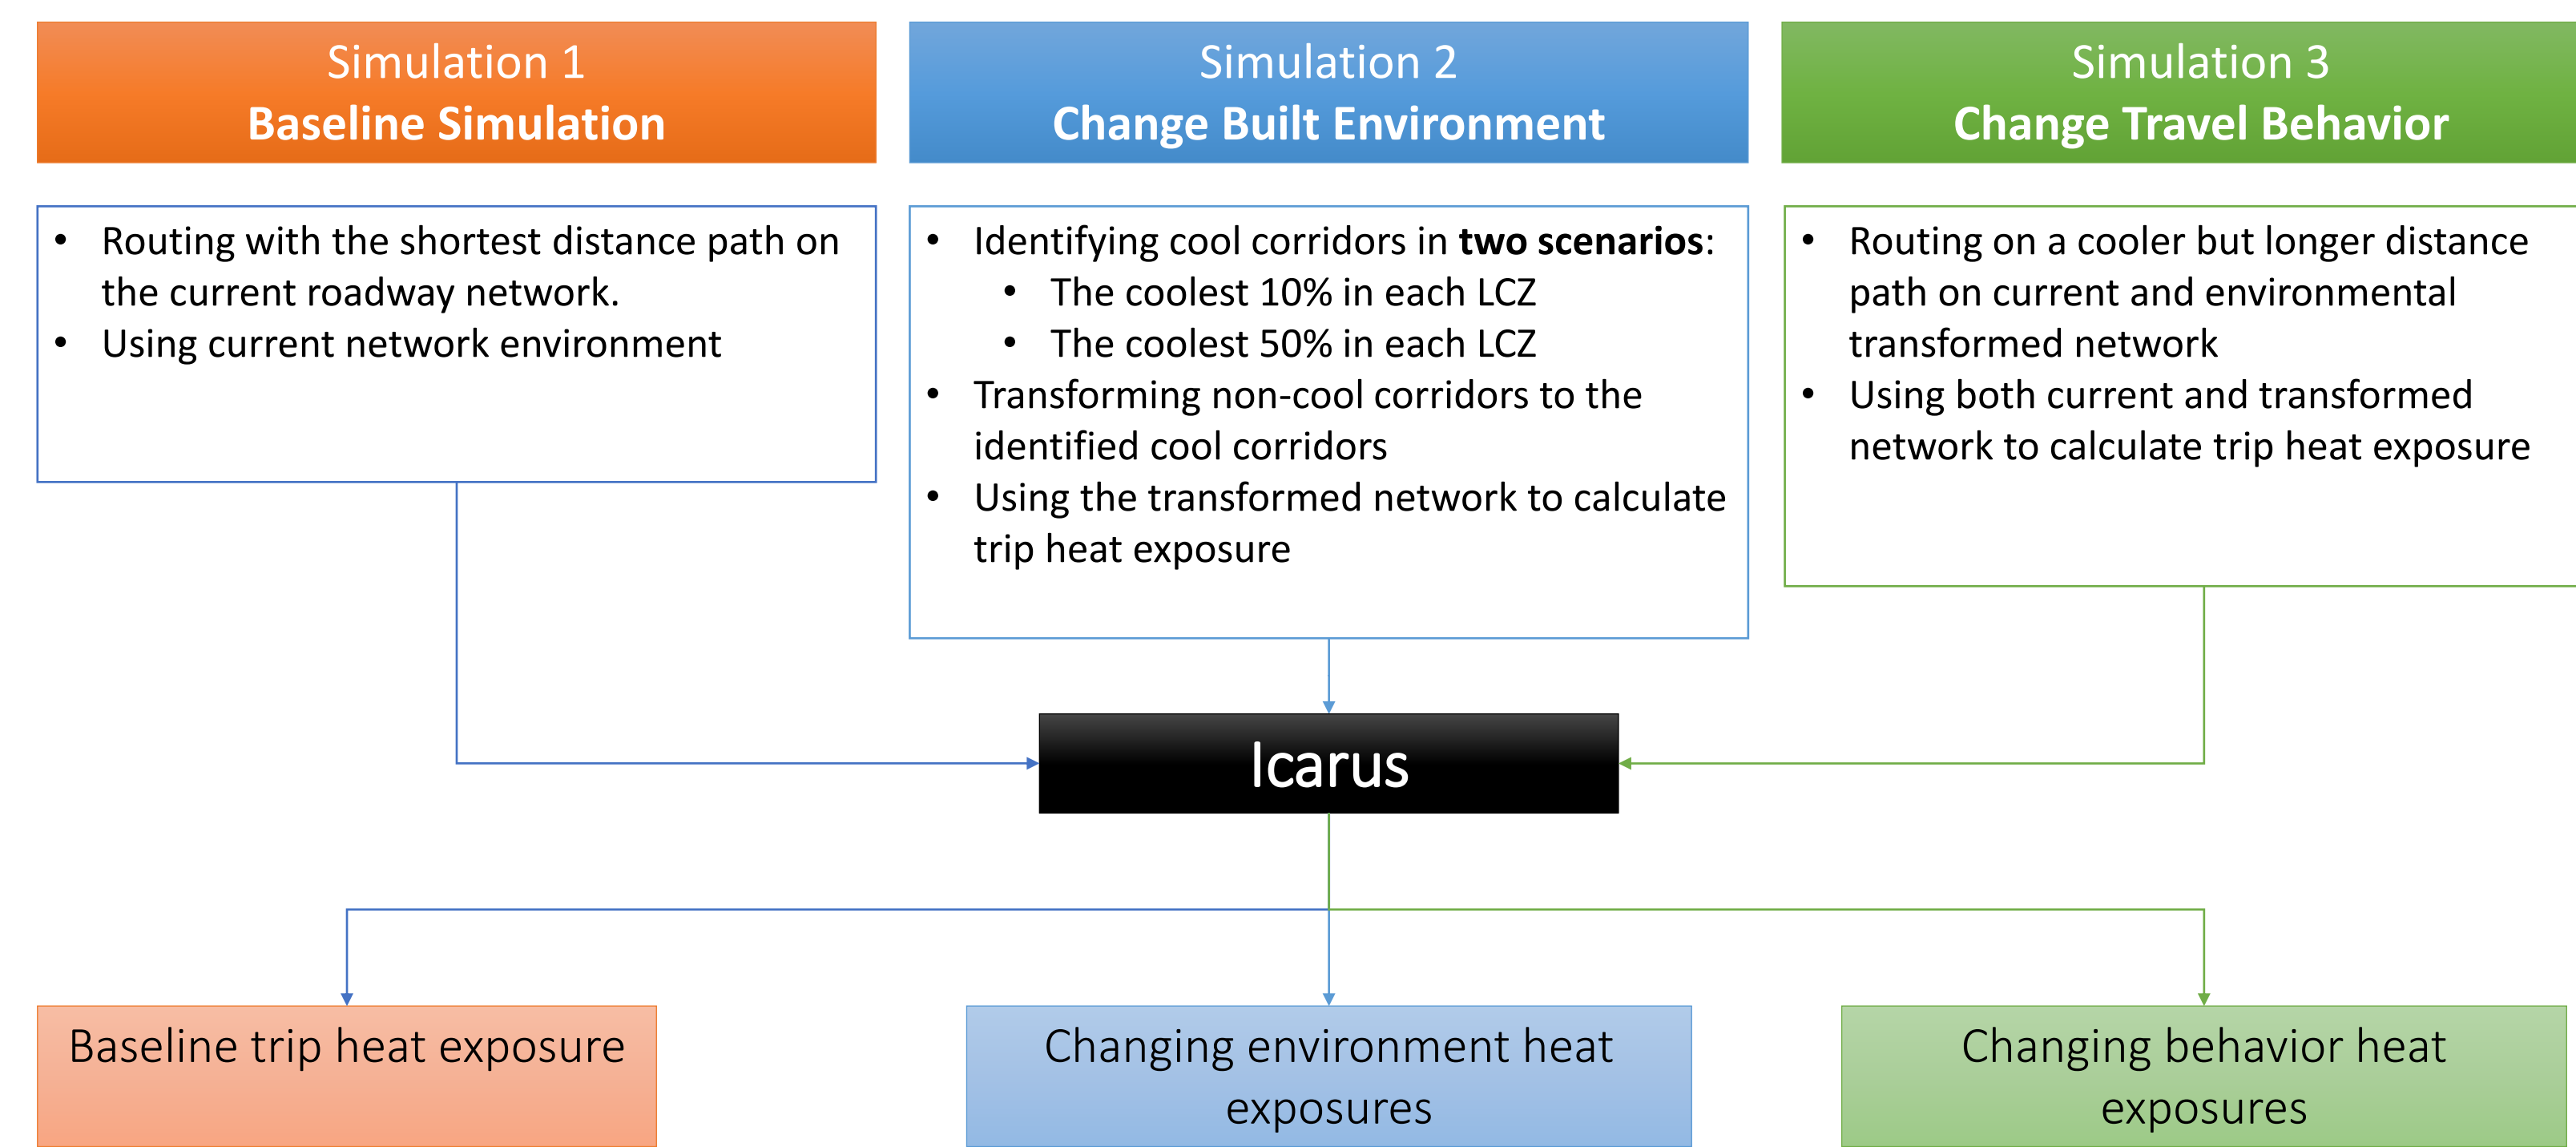 Simulation 1
Baseline Simulation
Simulation 2
Change Built Environment
Simulation 3
Change Travel Behavior
• Routing with the shortest distance path on
the current roadway network.
• Using current network environment
• Identifying cool corridors in two scenarios:
• The coolest 10% in each LCZ
• The coolest 50% in each LCZ
• Transforming non-cool corridors to the
identified cool corridors
• Using the transformed network to calculate
trip heat exposure
• Routing on a cooler but longer distance
path on current and environmental
transformed network
• Using both current and transformed
network to calculate trip heat exposure
Icarus
Baseline trip heat exposure
Changing environment heat
exposures
Changing behavior heat
exposures